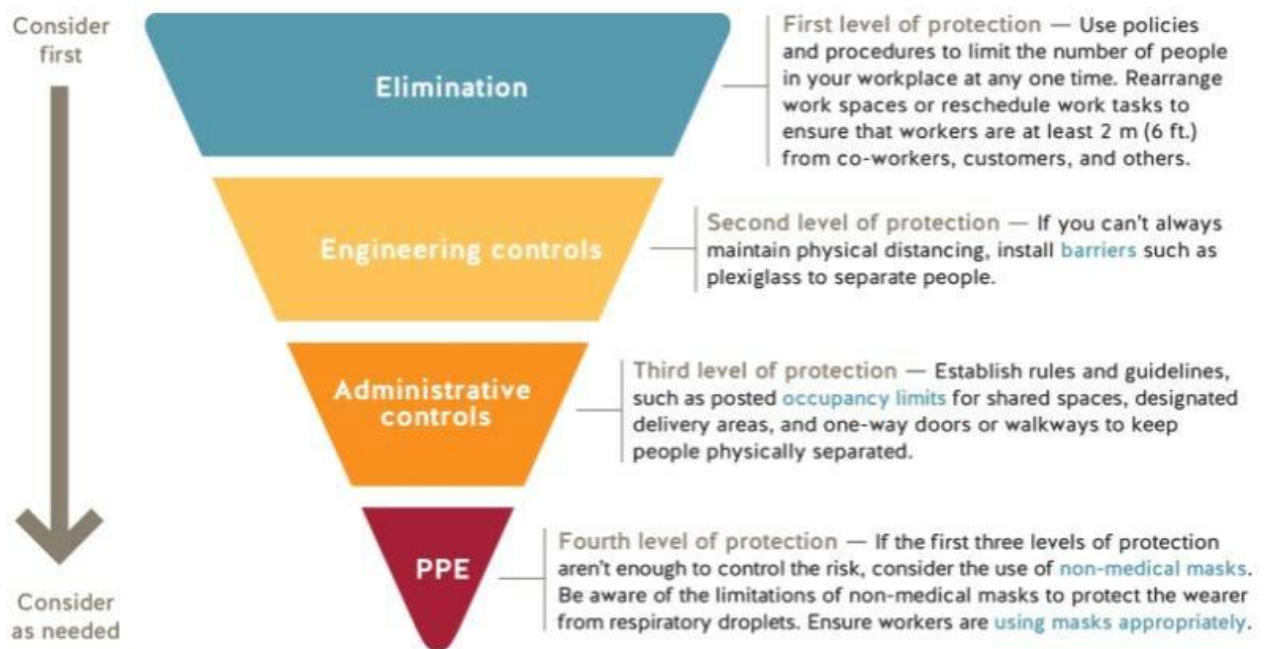 Consider
first
Elimination
First level of protection — Use policies
and procedures to limit the number of people
in your workplace at any one time. Rearrange
work spaces or reschedule work tasks to
ensure that workers are at least 2 m (6 ft.)
from co-workers, customers, and others.
Engineering controls
Second level of protection — If you can't always
maintain physical distancing, install barriers such as
plexiglass to separate people.
Administrative
controls
Third level of protection — Establish rules and guidelines,
such as posted occupancy limits for shared spaces, designated
delivery areas, and one-way doors or walkways to keep
people physically separated.
PPE
Fourth level of protection — If the first three levels of protection
aren't enough to control the risk, consider the use of non-medical masks.
Be aware of the limitations of non-medical masks to protect the wearer
from respiratory droplets. Ensure workers are using masks appropriately.
Consider
as needed